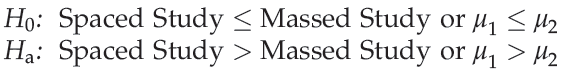 H₀: Spaced Study ≤ Massed Study or μ₁ ≤ μ₂
Hₐ: Spaced Study > Massed Study or μ₁ > μ₂